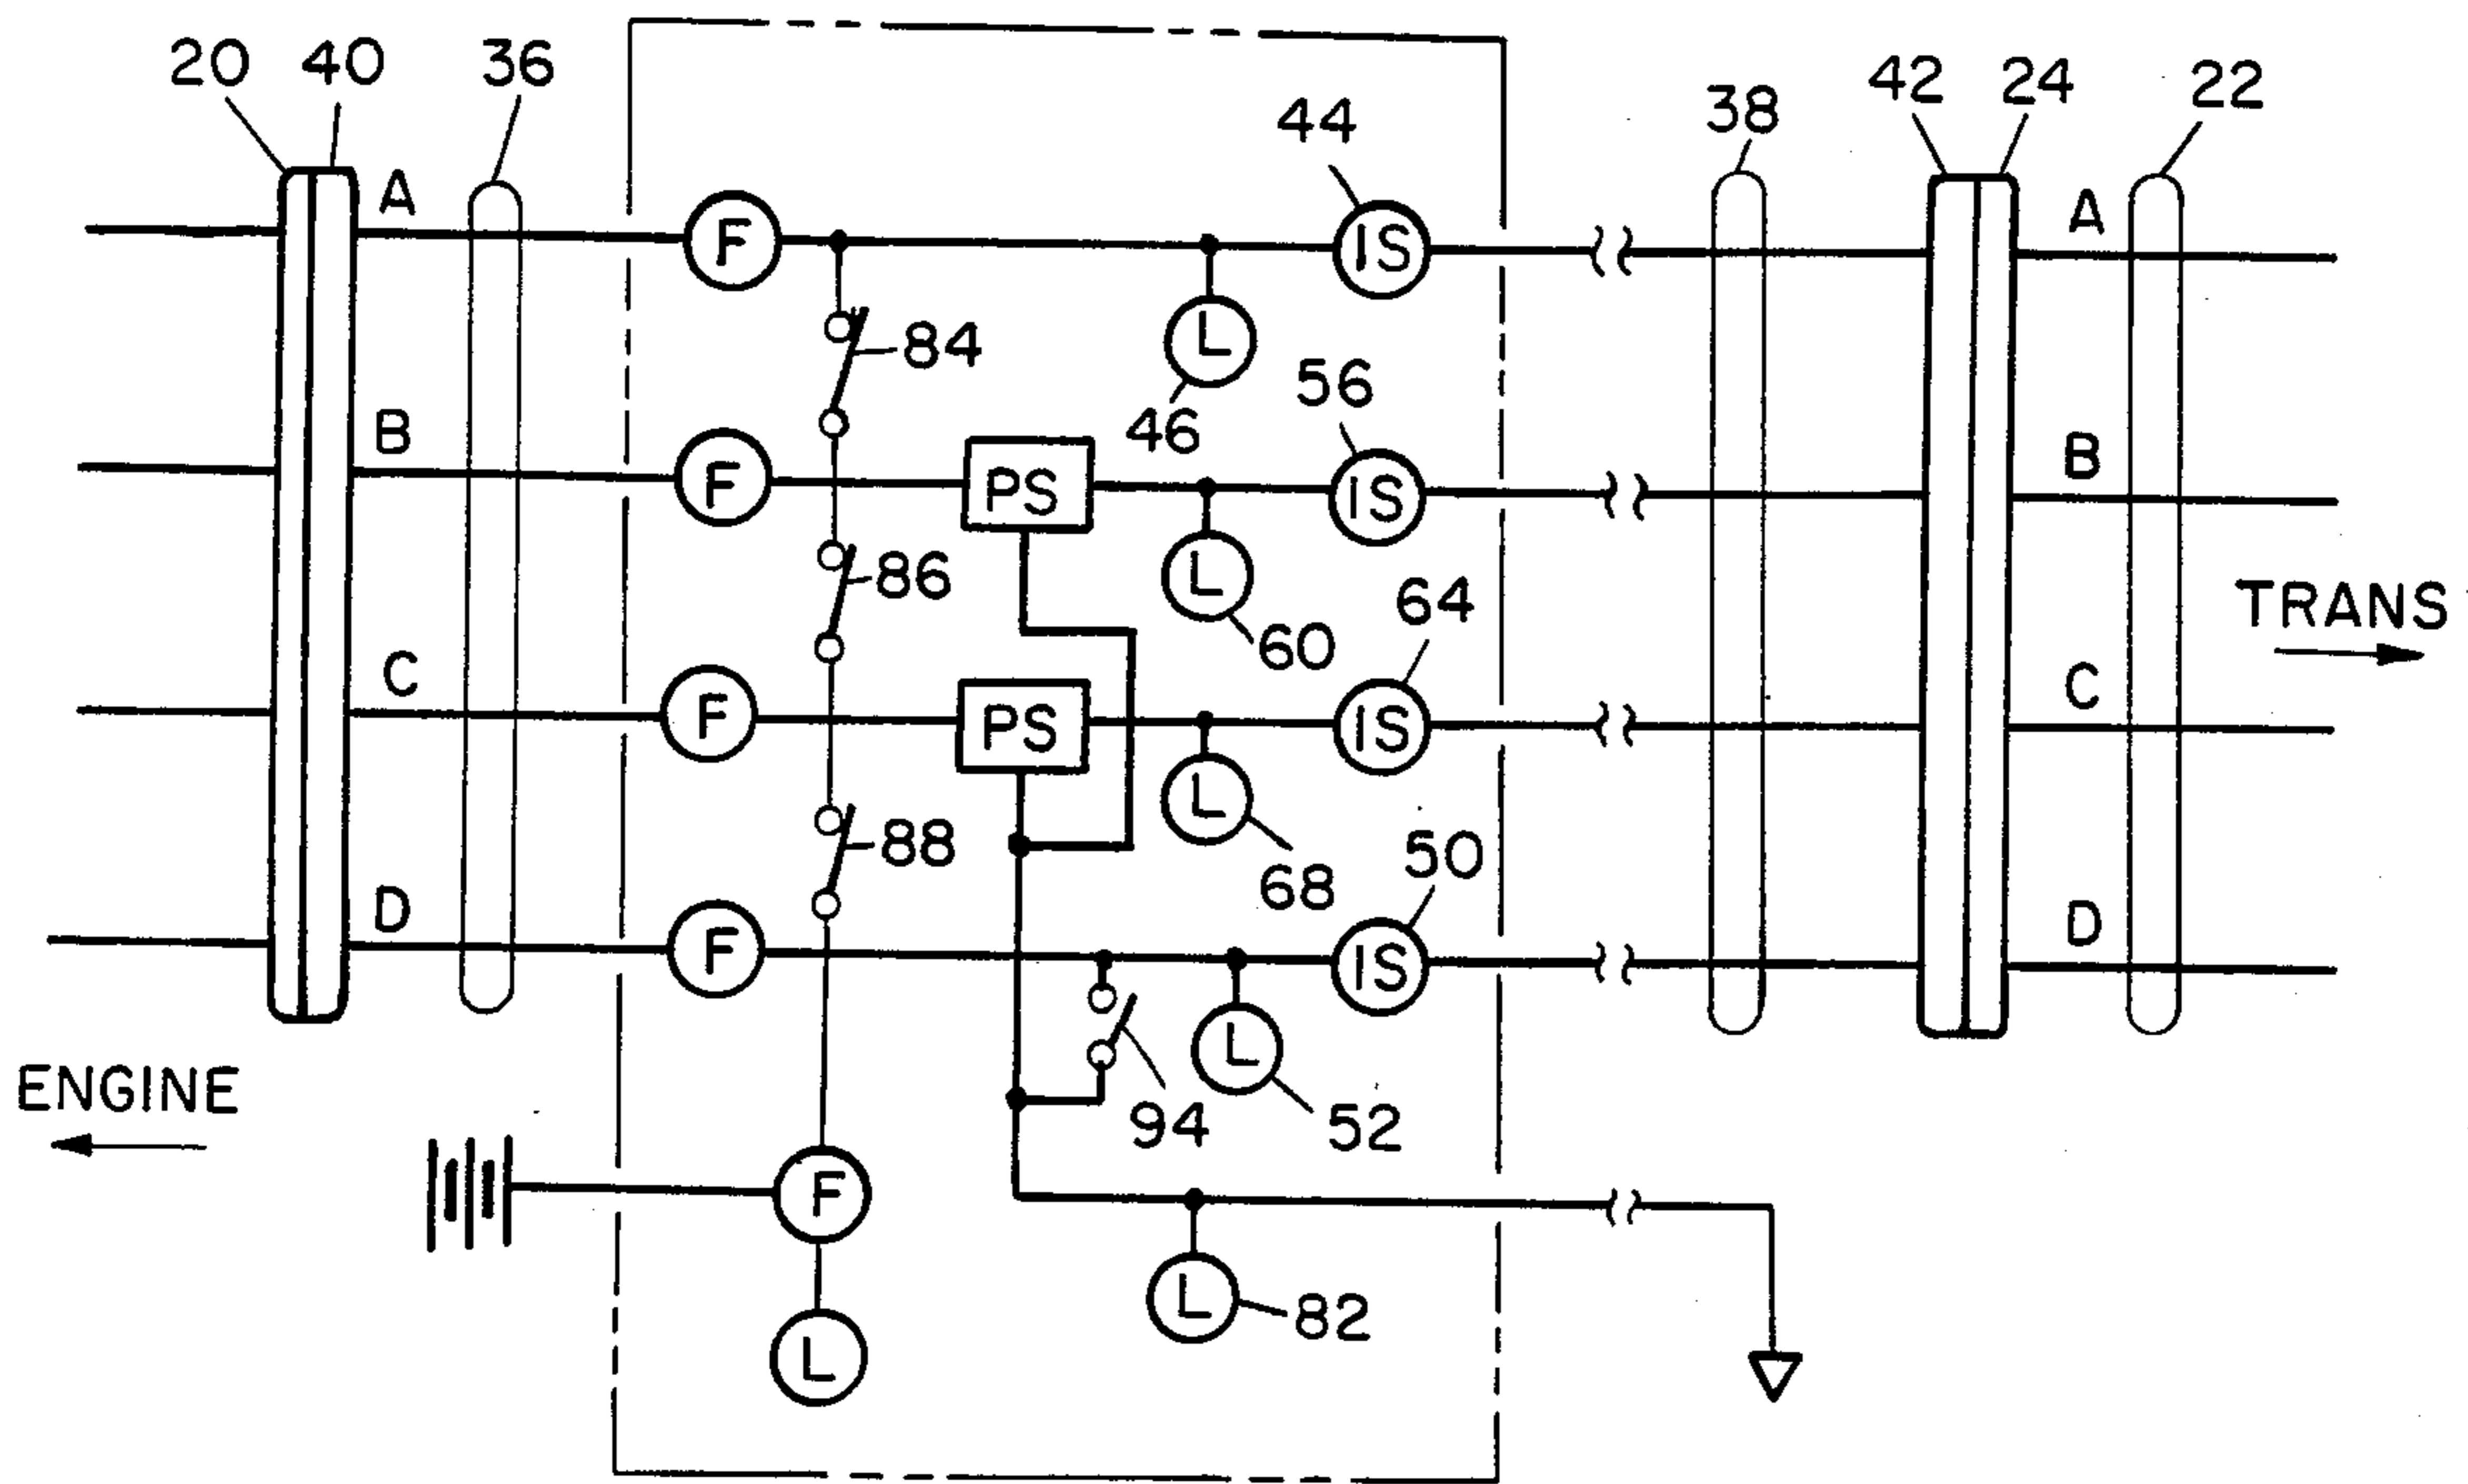 20 40 36 44 38 42 24 22
A F IS A
L
84 46 56
B F PS IS B
86 L 60 64 TRANS
C F PS IS C
88 L 68 50
D F IS D
L
ENGINE 94 52
F
L 82
L